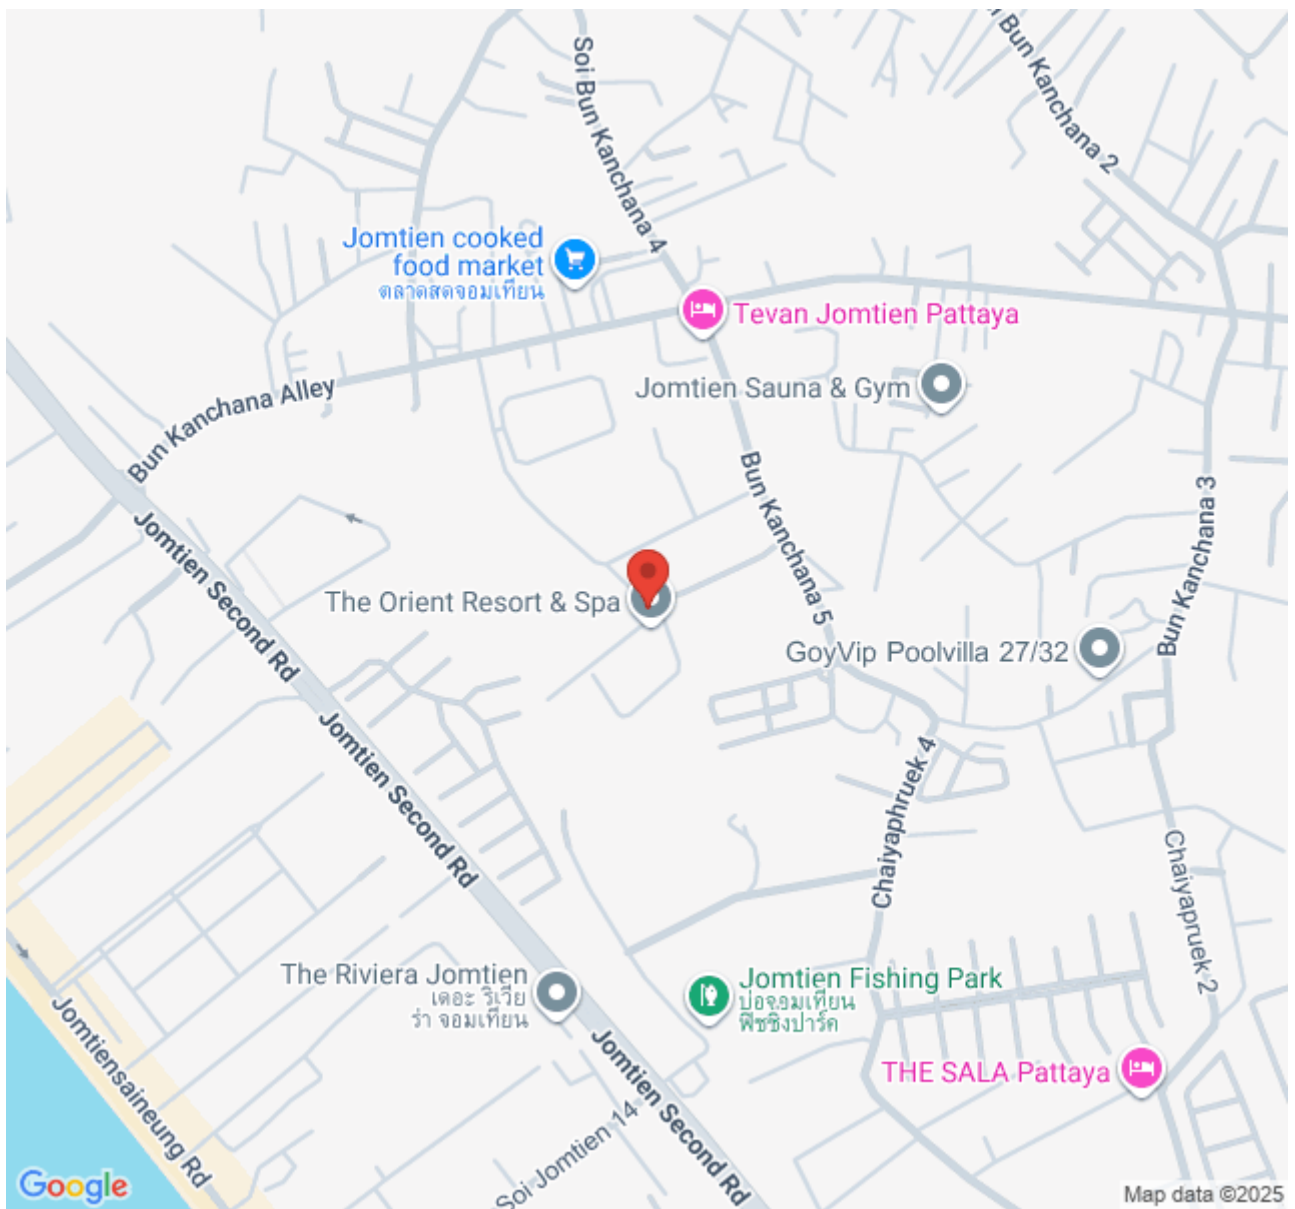 Soi Bun Kanchana 4
Bun Kanchana 2
Jomtien cooked
food market
ตลาดสดจอมเทียน
Tevan Jomtien Pattaya
Jomtien Sauna & Gym
Bun Kanchana Alley
Bun Kanchana 5
Bun Kanchana 3
Jomtien Second Rd
The Orient Resort & Spa
GoyVip Poolvilla 27/32
Jomtien Second Rd
Chaiyaphruek 4
Chaiyapruek 2
The Riviera Jomtien
เดอะ ริเวีย
ร่า จอมเทียน
Jomtien Fishing Park
บ่อจอมเทียน
ฟิชชิ่งปาร์ค
Jomtiensaineung Rd
Jomtien Second Rd
THE SALA Pattaya
Soi Jomtien 14
Google
Map data ©2025